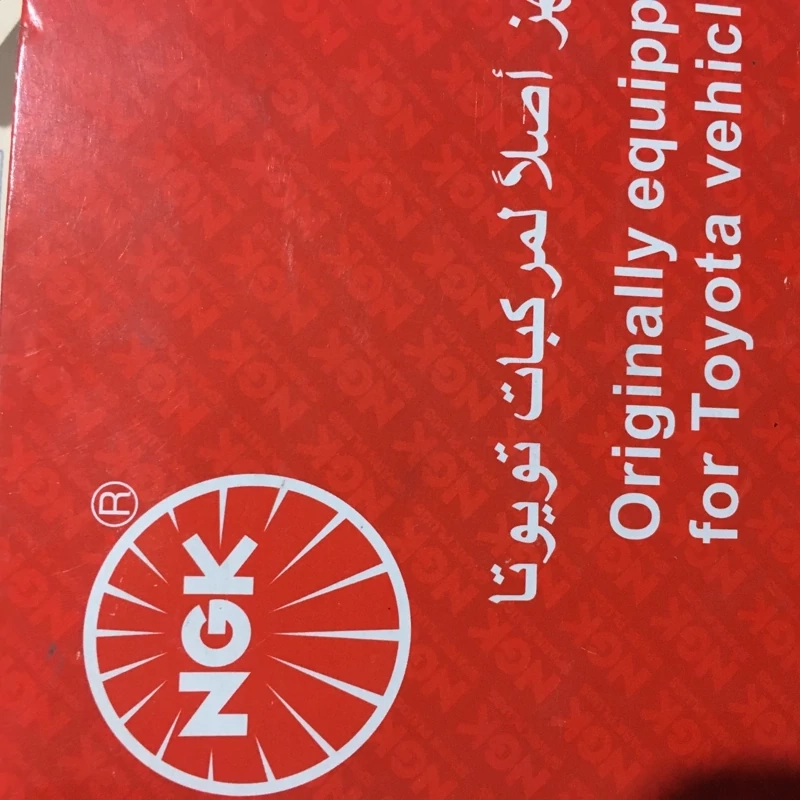 NGK
®
أصلاً لمركبات تويوتا
Originally equipp
for Toyota vehicl